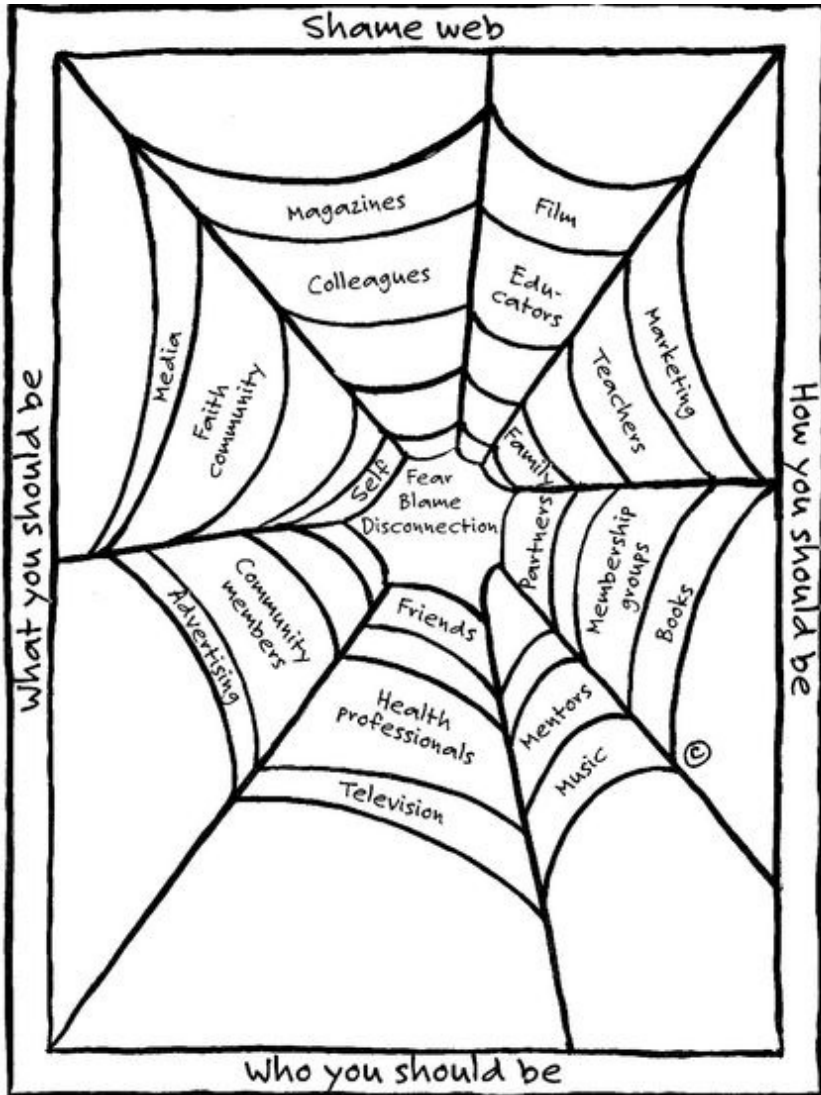 Shame web
Magazines
Film
Colleagues
Edu-
cators
Marketing
Media
Teachers
Faith
community
Family
Self
Fear
Blame
Disconnection
What you should be
How you should be
Partners
Membership
groups
Books
Advertising
Community
members
Friends
Health
professionals
Mentors
Music
Television
©
Who you should be